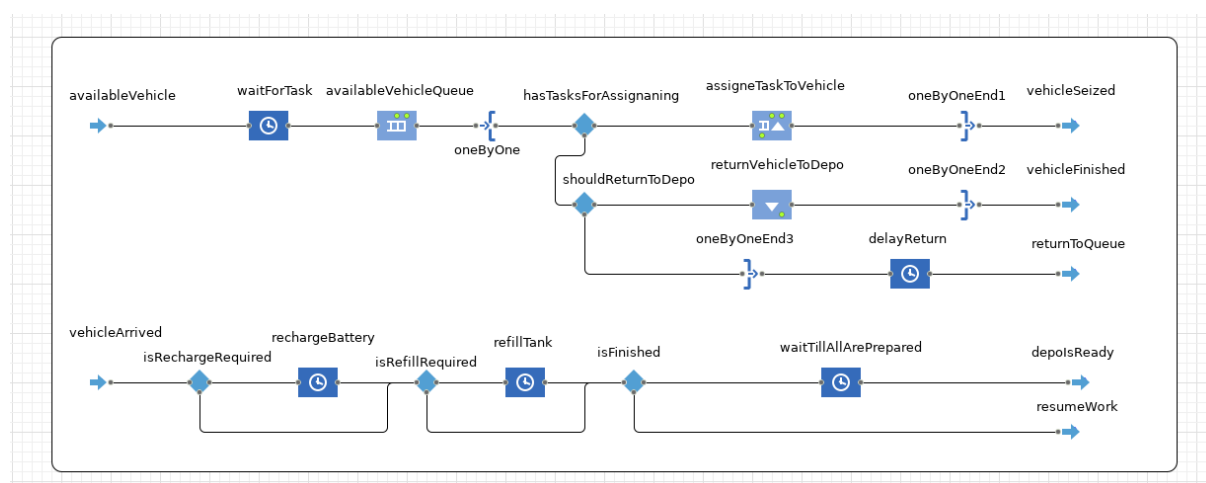 availableVehicle
waitForTask
availableVehicleQueue
oneByOne
hasTasksForAssignaning
assigneTaskToVehicle
oneByOneEnd1
vehicleSeized
shouldReturnToDepo
returnVehicleToDepo
oneByOneEnd2
vehicleFinished
oneByOneEnd3
delayReturn
returnToQueue
vehicleArrived
isRechargeRequired
rechargeBattery
isRefillRequired
refillTank
isFinished
waitTillAllArePrepared
depoIsReady
resumeWork